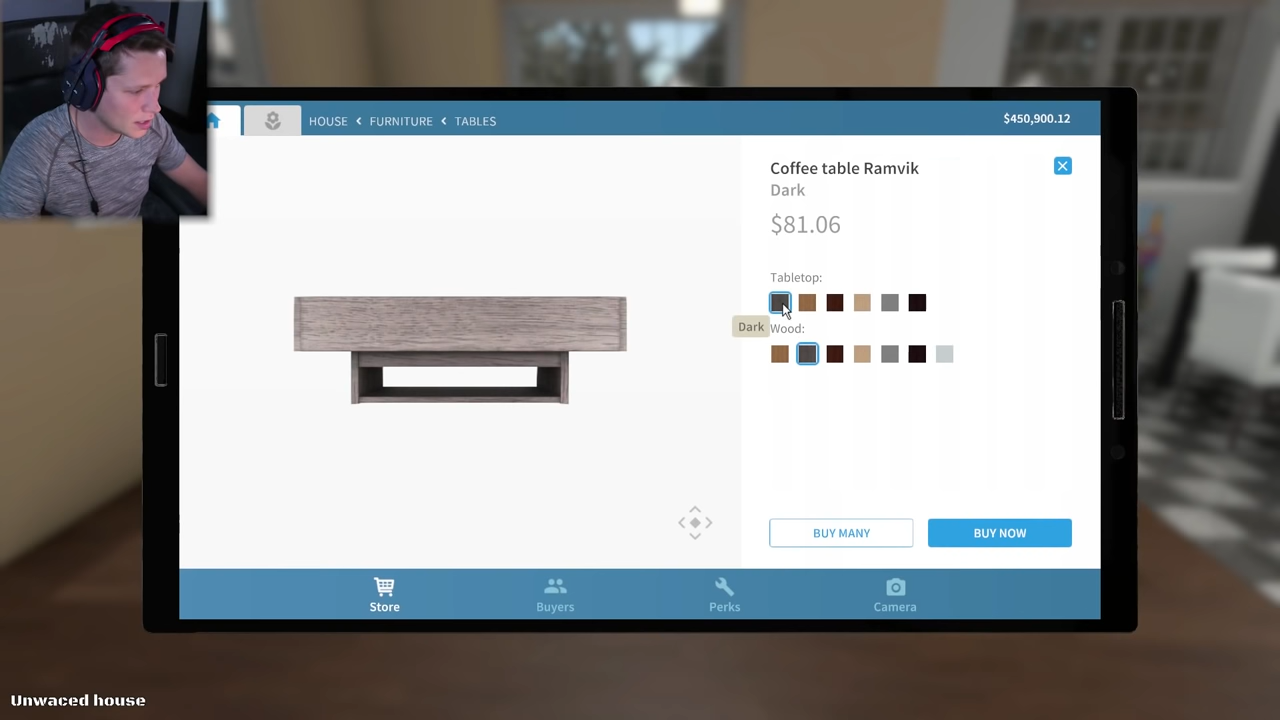 HOUSE < FURNITURE < TABLES
$450,900.12
Coffee table Ramvik
Dark
$81.06
Tabletop:
Dark
Wood:
BUY MANY
BUY NOW
Store
Buyers
Perks
Camera
Unwaced house